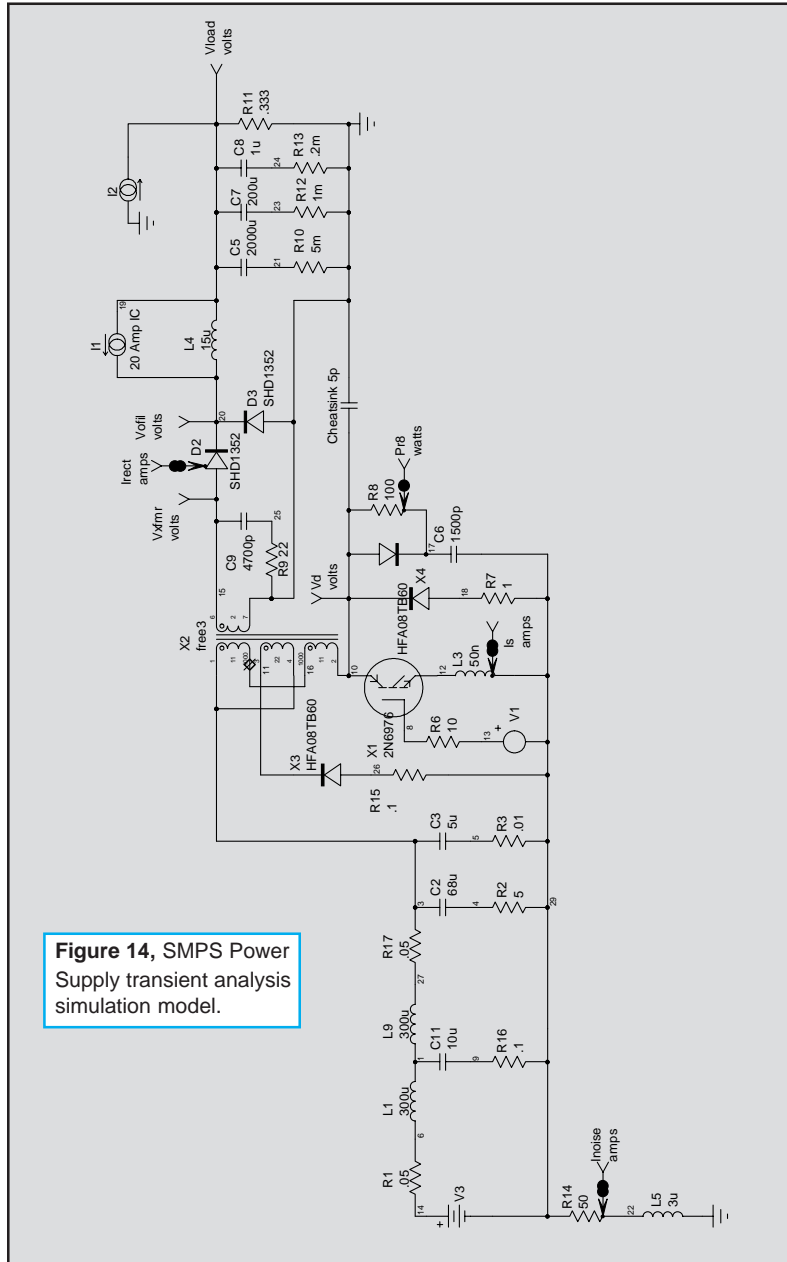 Vload
volts
I2
R11
.333
C8
1u
24
R13
.2m
C7
200u
23
R12
1m
C5
2000u
21
R10
5m
19
I1
20 Amp IC
L4
15u
Vofil
volts
20
D3
SHD1352
Irect
amps
D2
SHD1352
Vxfmr
volts
C9
4700p
25
R9 22
15
Cheatsink 5p
Pr8
watts
R8
100
17
C6
1500p
Vd
volts
X4
HFA08TB60
18
R7
1
X2
free3
6
2
7
1
11
1000
3
11
22
4
1000
16
11
2
10
12
L3
50n
Is
amps
X1
2N6976
8
R6
10
13
+
V1
X3
HFA08TB60
26
R15
.1
C3
5u
5
R3
.01
3
C2
68u
4
R2
5
29
R17
.05
27
L9
300u
1
C11
10u
9
R16
.1
L1
300u
6
R1
.05
14
+
V3
Inoise
amps
R14
50
22
L5
3u
Figure 14, SMPS Power
Supply transient analysis
simulation model.